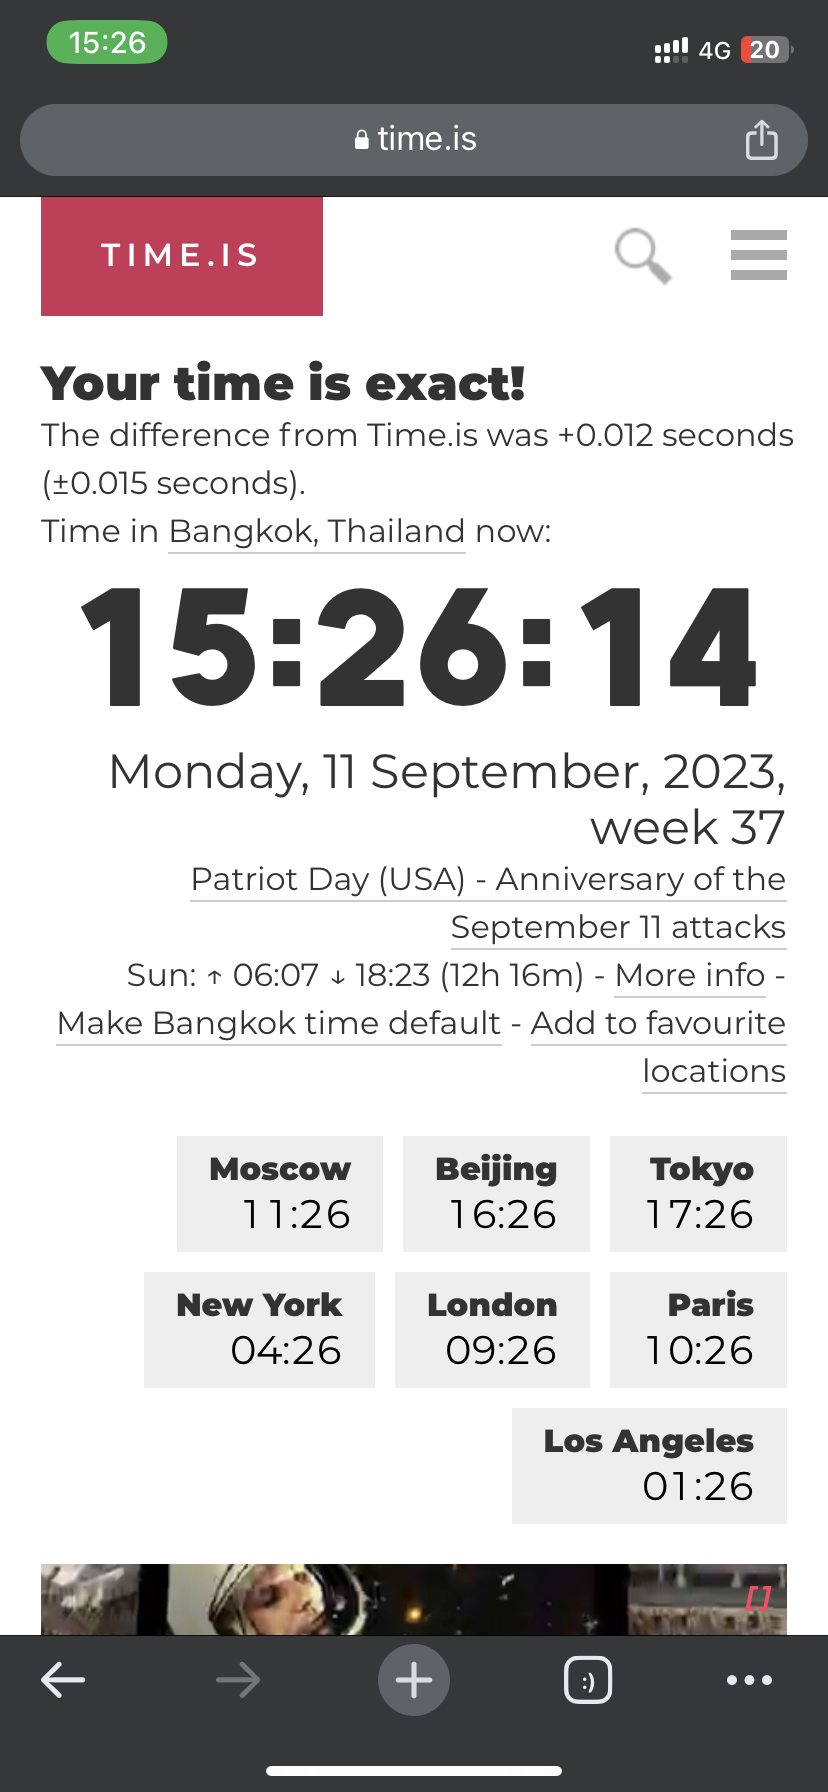 15:26
4G 20
time.is
TIME.IS
Your time is exact!
The difference from Time.is was +0.012 seconds
(±0.015 seconds).
Time in Bangkok, Thailand now:
15:26:14
Monday, 11 September, 2023,
week 37
Patriot Day (USA) - Anniversary of the
September 11 attacks
Sun: ↑ 06:07 ↓ 18:23 (12h 16m) - More info -
Make Bangkok time default - Add to favourite
locations
Moscow Beijing Tokyo
11:26 16:26 17:26
New York London Paris
04:26 09:26 10:26
Los Angeles
01:26
[]
:)